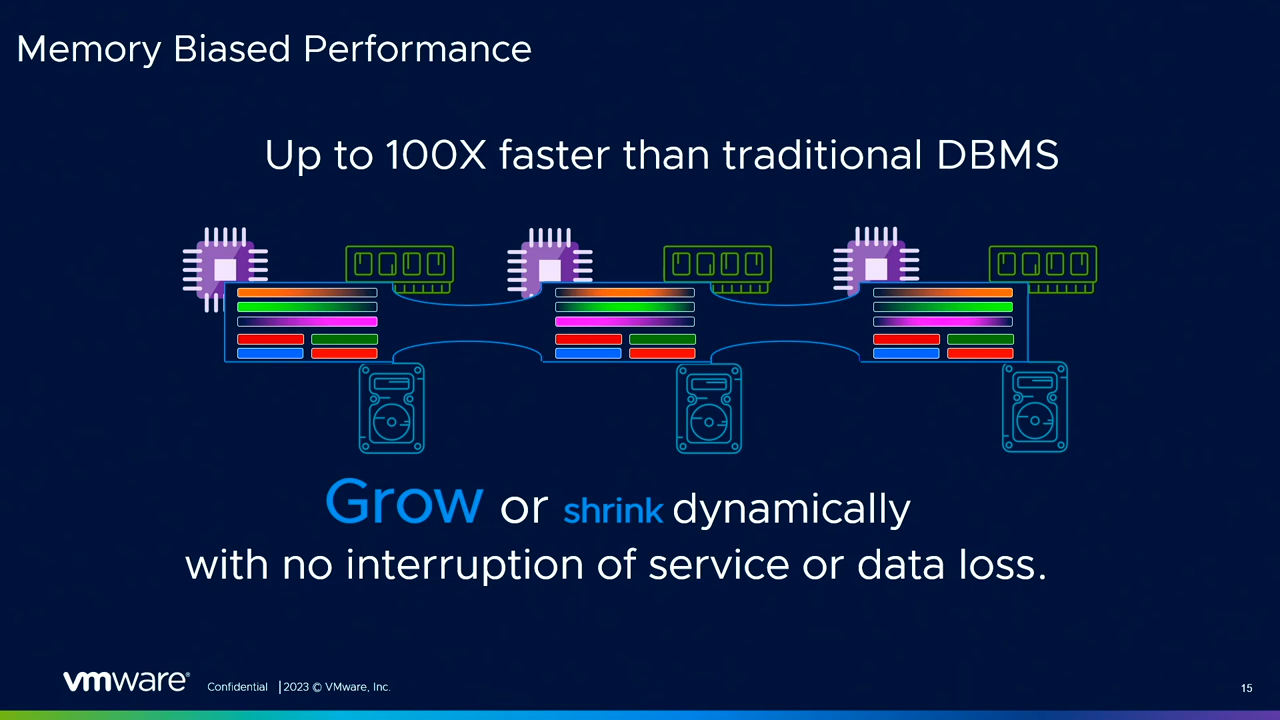 Memory Biased Performance
Up to 100X faster than traditional DBMS
Grow or shrink dynamically
with no interruption of service or data loss.
vmware® Confidential | 2023 © VMware, Inc.
15